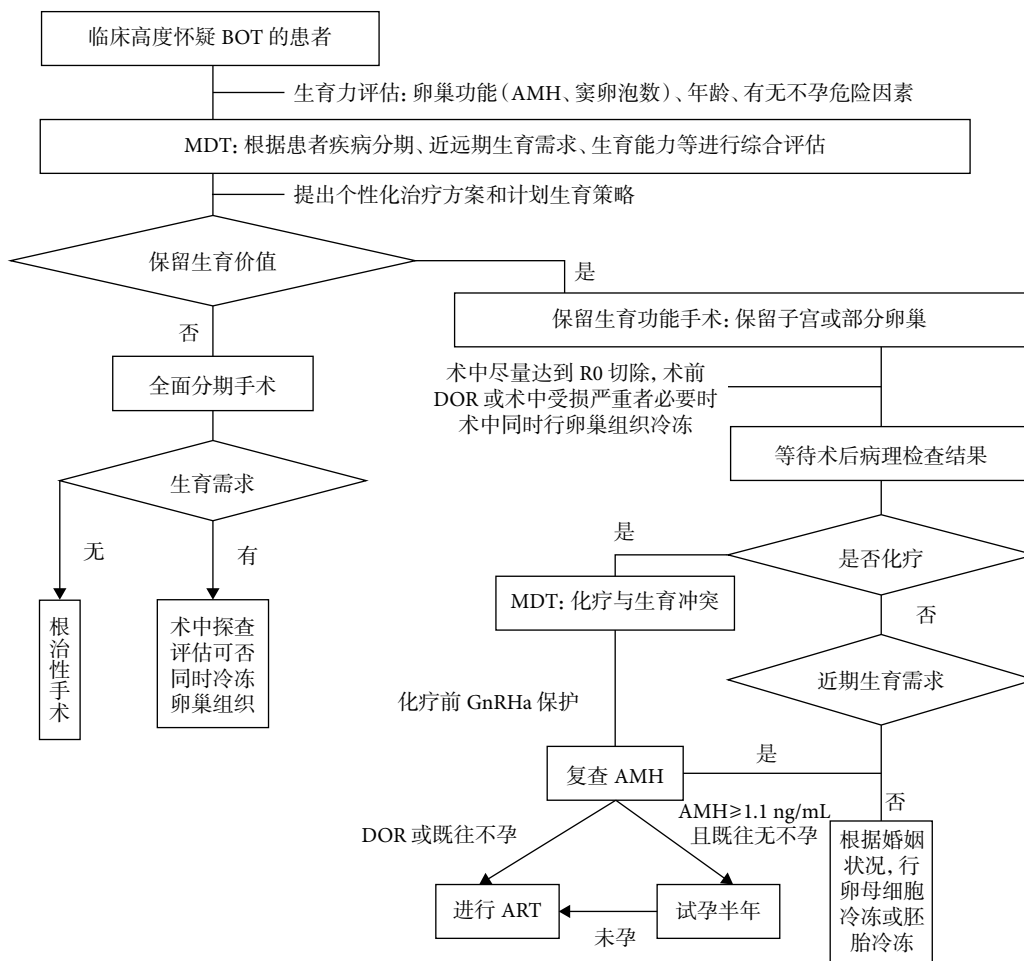 临床高度怀疑 BOT 的患者
生育力评估: 卵巢功能(AMH、窦卵泡数)、年龄、有无不孕危险因素
MDT: 根据患者疾病分期、近远期生育需求、生育能力等进行综合评估
提出个性化治疗方案和计划生育策略
保留生育价值
是
否
保留生育功能手术: 保留子宫或部分卵巢
全面分期手术
术中尽量达到 R0 切除, 术前
DOR 或术中受损严重者必要时
术中同时行卵巢组织冷冻
等待术后病理检查结果
生育需求
无
有
根治性手术
术中探查
评估可否
同时冷冻
卵巢组织
是否化疗
是
否
MDT: 化疗与生育冲突
近期生育需求
化疗前 GnRHa 保护
复查 AMH
是
否
DOR 或既往不孕
AMH≥1.1 ng/mL
且既往无不孕
进行 ART
试孕半年
未孕
根据婚姻
状况, 行
卵母细胞
冷冻或胚
胎冷冻